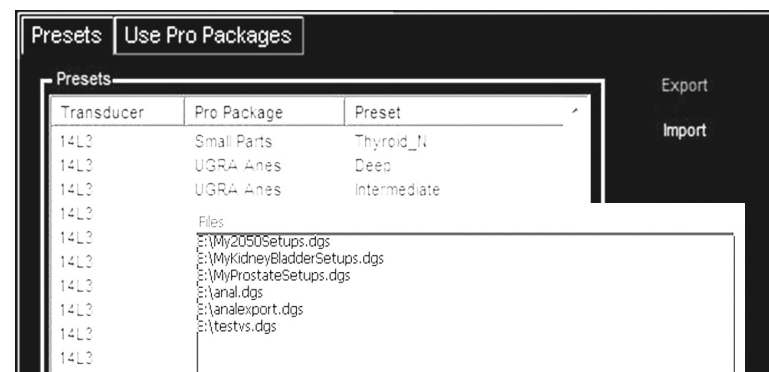 Presets Use Pro Packages
Presets
Export
Transducer Pro Package Preset
Import
14L3 Small Parts Thyroid_N
14L3 UGRA Anes Deep
14L3 UGRA Anes Intermediate
14L3
Files
14L3
E:\My2050Setups.dgs
14L3
E:\MyKidneyBladderSetups.dgs
14L3
E:\MyProstateSetups.dgs
E:\anal.dgs
14L3
E:\analexport.dgs
14L3
E:\testvs.dgs
14L3